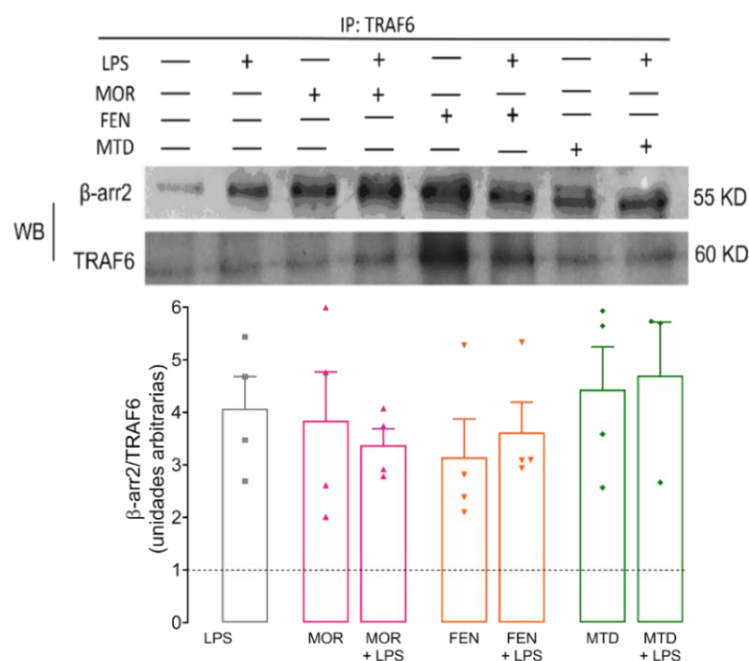 IP: TRAF6
LPS — + — + — + — +
MOR — — + + — — — —
FEN — — — — + + — —
MTD — — — — — — + +
WB
β-arr2 55 KD
TRAF6 60 KD
β-arr2/TRAF6
(unidades arbitrarias)
6
5
4
3
2
1
0
LPS MOR MOR FEN FEN MTD MTD
+ LPS + LPS + LPS